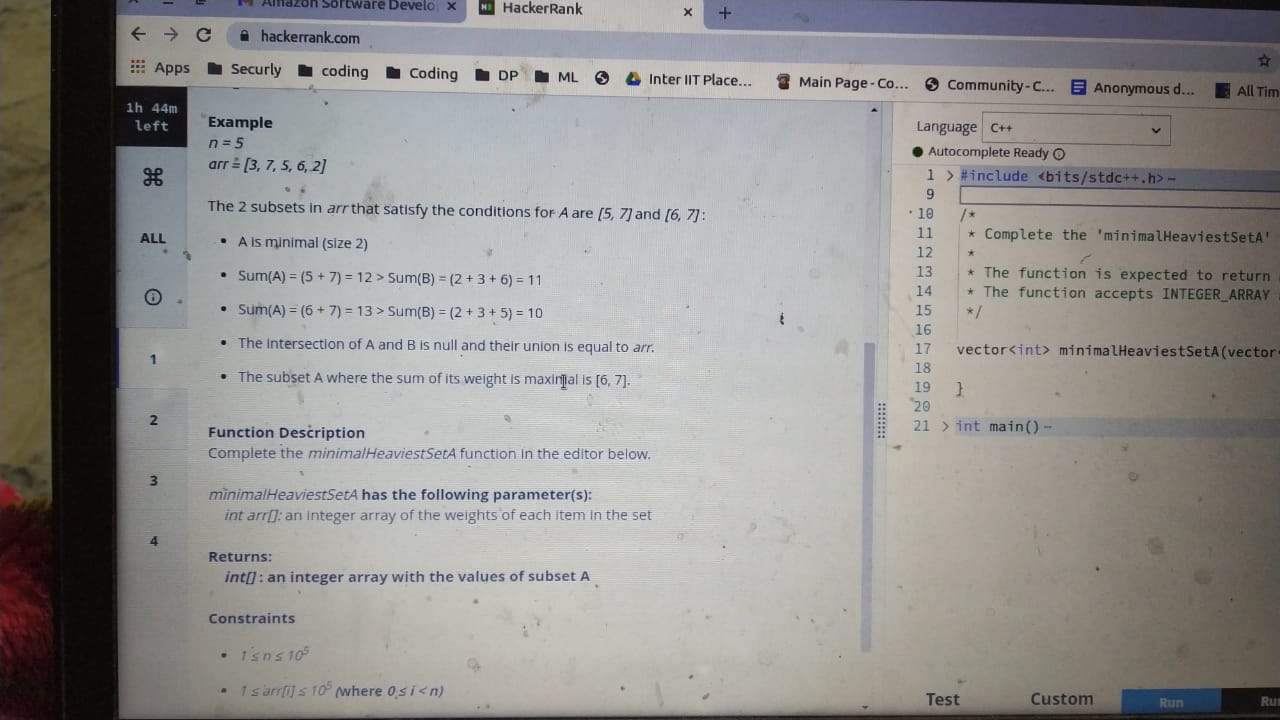 Amazon Software Develo
HackerRank
hackerrank.com
Apps Securly coding Coding DP ML Inter IIT Place... Main Page - Co... Community - C... Anonymous d... All Tim
1h 44m
left
ALL
1
2
3
4
Example
n = 5
arr = [3, 7, 5, 6, 2]
The 2 subsets in arr that satisfy the conditions for A are [5, 7] and [6, 7] :
• A is minimal (size 2)
• Sum(A) = (5 + 7) = 12 > Sum(B) = (2 + 3 + 6) = 11
• Sum(A) = (6 + 7) = 13 > Sum(B) = (2 + 3 + 5) = 10
• The intersection of A and B is null and their union is equal to arr.
• The subset A where the sum of its weight is maximal is [6, 7].
Function Description
Complete the minimalHeaviestSetA function in the editor below.
minimalHeaviestSetA has the following parameter(s):
int arr[]: an integer array of the weights of each item in the set
Returns:
int[] : an integer array with the values of subset A
Constraints
• 1 ≤ n ≤ 10⁵
• 1 ≤ arr[i] ≤ 10⁵ (where 0 ≤ i < n)
Language C++
Autocomplete Ready
1 > #include <bits/stdc++.h>
9
10 /*
11 * Complete the 'minimalHeaviestSetA'
12 *
13 * The function is expected to return
14 * The function accepts INTEGER_ARRAY
15 */
16
17 vector<int> minimalHeaviestSetA(vector<
18
19 }
20
21 > int main()
Test Custom Run Ru